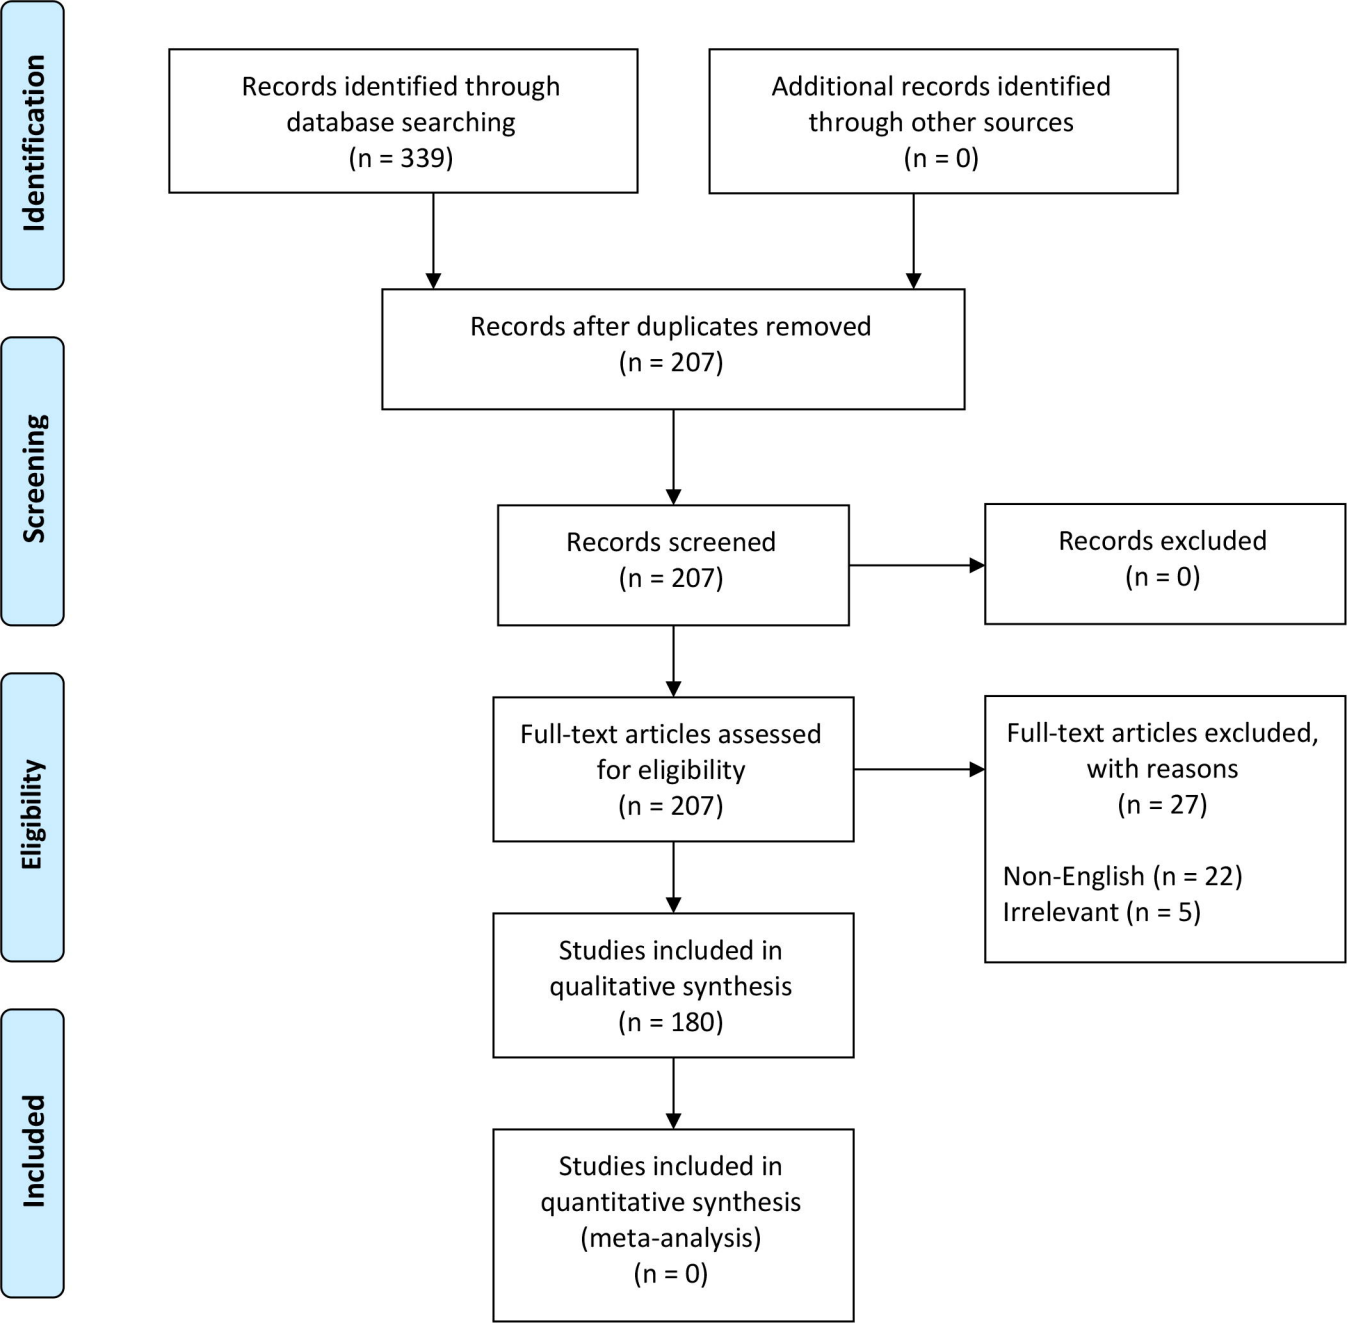 Identification
Records identified through
database searching
(n = 339)
Additional records identified
through other sources
(n = 0)
Records after duplicates removed
(n = 207)
Screening
Records screened
(n = 207)
Records excluded
(n = 0)
Eligibility
Full-text articles assessed
for eligibility
(n = 207)
Full-text articles excluded,
with reasons
(n = 27)
Non-English (n = 22)
Irrelevant (n = 5)
Studies included in
qualitative synthesis
(n = 180)
Included
Studies included in
quantitative synthesis
(meta-analysis)
(n = 0)